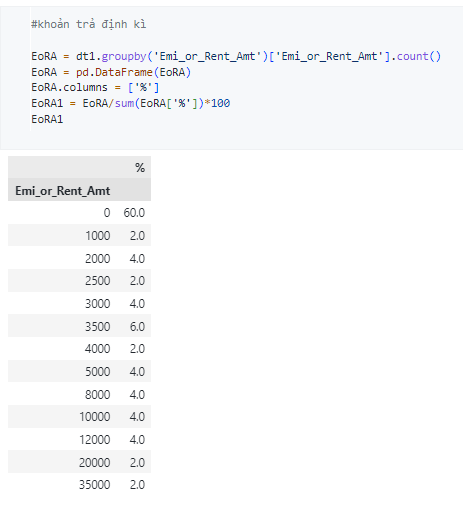 #khoản trả định kì
EoRA = dt1.groupby('Emi_or_Rent_Amt')['Emi_or_Rent_Amt'].count()
EoRA = pd.DataFrame(EoRA)
EoRA.columns = ['%']
EoRA1 = EoRA/sum(EoRA['%'])*100
EoRA1
%
Emi_or_Rent_Amt
0 60.0
1000 2.0
2000 4.0
2500 2.0
3000 4.0
3500 6.0
4000 2.0
5000 4.0
8000 4.0
10000 4.0
12000 4.0
20000 2.0
35000 2.0